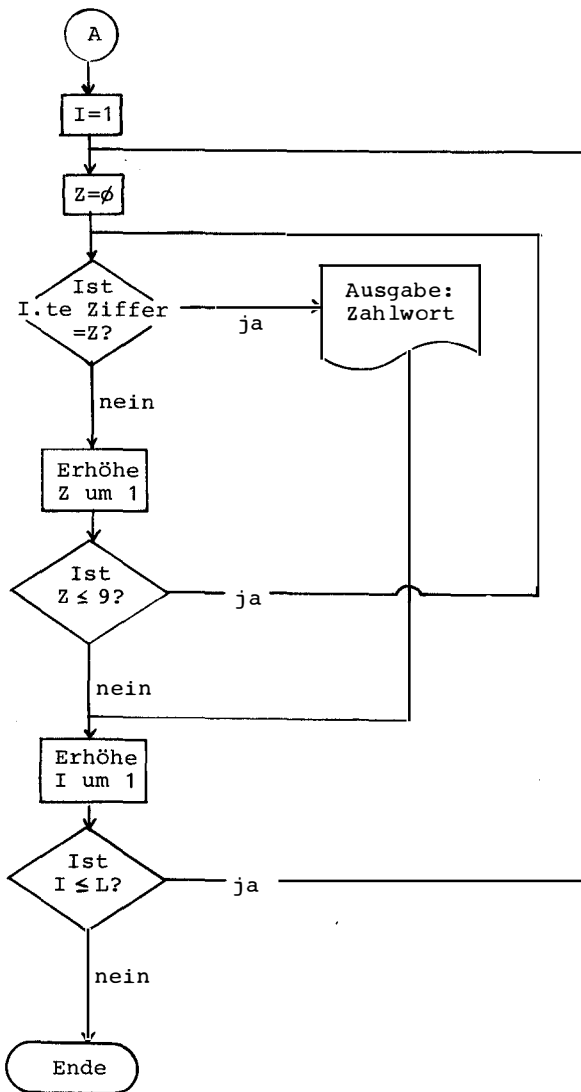 A
I=1
Z=ø
Ist
I.te Ziffer
=Z?
ja
Ausgabe:
Zahlwort
nein
Erhöhe
Z um 1
Ist
Z ≤ 9?
ja
nein
Erhöhe
I um 1
Ist
I ≤ L?
ja
nein
Ende